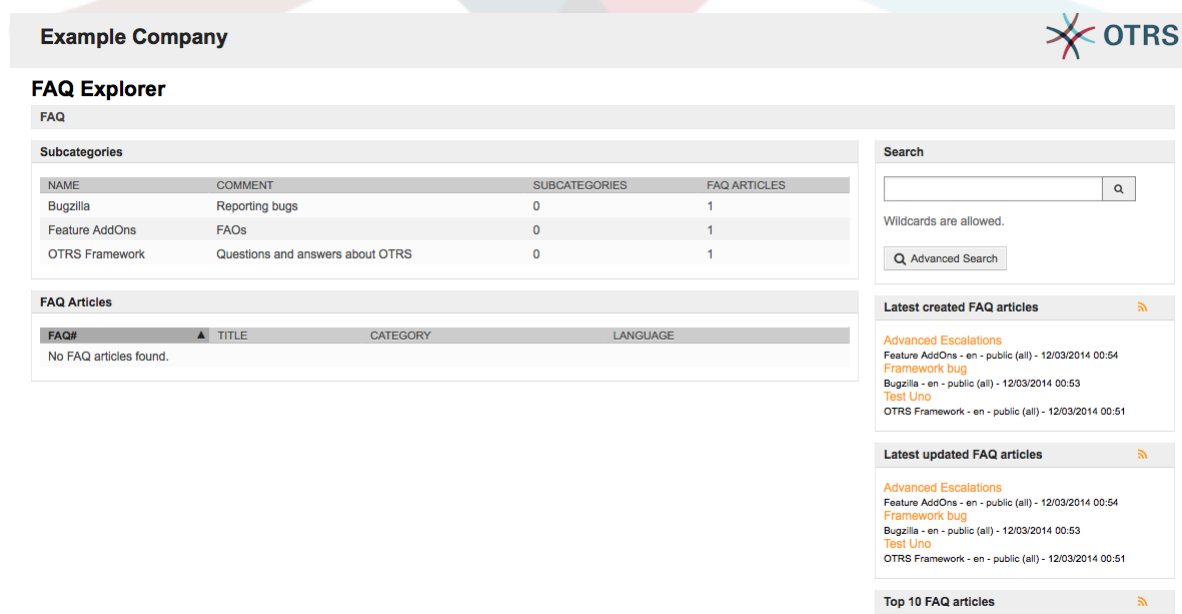 Example Company
OTRS
FAQ Explorer
FAQ
Subcategories
NAME COMMENT SUBCATEGORIES FAQ ARTICLES
Bugzilla Reporting bugs 0 1
Feature AddOns FAOs 0 1
OTRS Framework Questions and answers about OTRS 0 1
FAQ Articles
FAQ# TITLE CATEGORY LANGUAGE
No FAQ articles found.
Search
Wildcards are allowed.
Advanced Search
Latest created FAQ articles
Advanced Escalations
Feature AddOns - en - public (all) - 12/03/2014 00:54
Framework bug
Bugzilla - en - public (all) - 12/03/2014 00:53
Test Uno
OTRS Framework - en - public (all) - 12/03/2014 00:51
Latest updated FAQ articles
Advanced Escalations
Feature AddOns - en - public (all) - 12/03/2014 00:54
Framework bug
Bugzilla - en - public (all) - 12/03/2014 00:53
Test Uno
OTRS Framework - en - public (all) - 12/03/2014 00:51
Top 10 FAQ articles